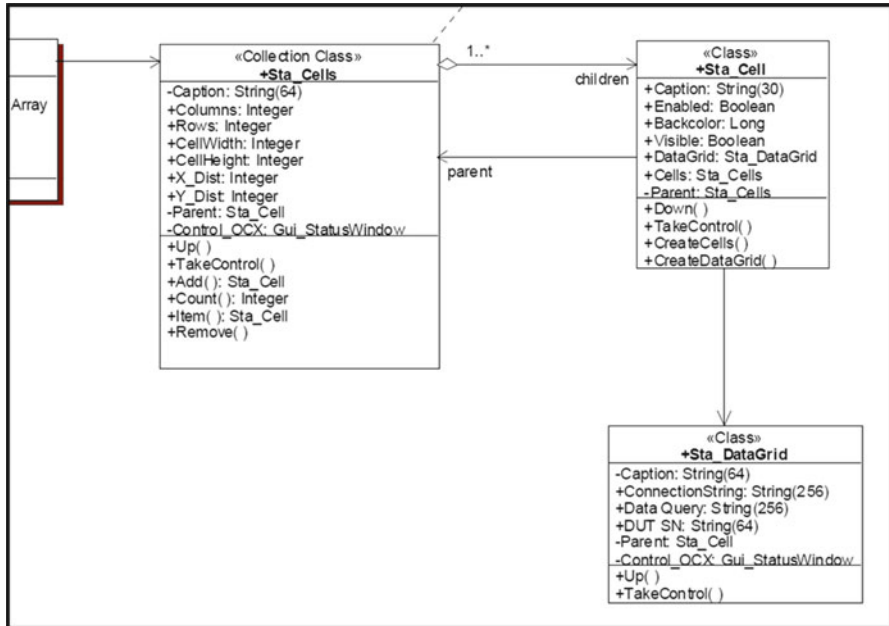 Array
«Collection Class»
+Sta_Cells
-Caption: String(64)
+Columns: Integer
+Rows: Integer
+CellWidth: Integer
+CellHeight: Integer
+X_Dist: Integer
+Y_Dist: Integer
-Parent: Sta_Cell
-Control_OCX: Gui_StatusWindow
+Up( )
+TakeControl( )
+Add( ): Sta_Cell
+Count( ): Integer
+Item( ): Sta_Cell
+Remove( )
1..*
children
parent
«Class»
+Sta_Cell
+Caption: String(30)
+Enabled: Boolean
+Backcolor: Long
+Visible: Boolean
+DataGrid: Sta_DataGrid
+Cells: Sta_Cells
-Parent: Sta_Cells
+Down( )
+TakeControl( )
+CreateCells( )
+CreateDataGrid( )
«Class»
+Sta_DataGrid
-Caption: String(64)
+ConnectionString: String(256)
+Data Query: String(256)
+DUT SN: String(64)
-Parent: Sta_Cell
-Control_OCX: Gui_StatusWindow
+Up( )
+TakeControl( )